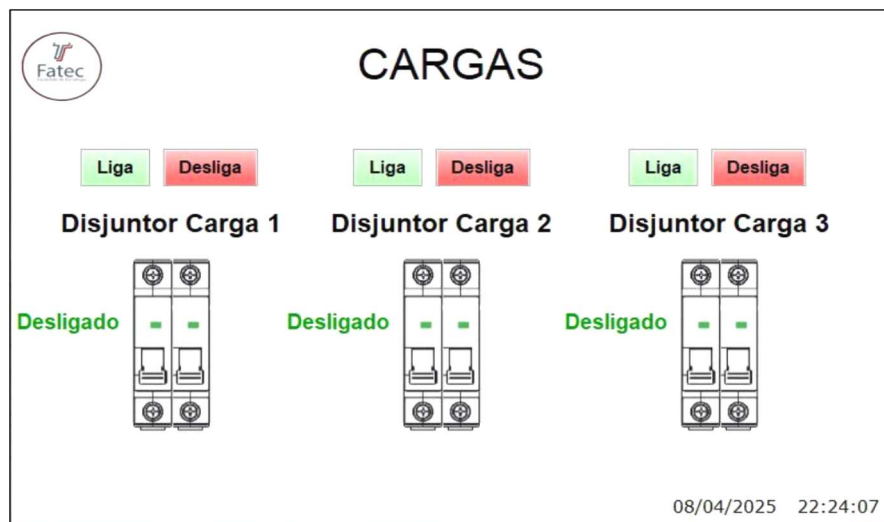 Fatec
CARGAS
Liga Desliga Liga Desliga Liga Desliga
Disjuntor Carga 1 Disjuntor Carga 2 Disjuntor Carga 3
Desligado Desligado Desligado
08/04/2025 22:24:07